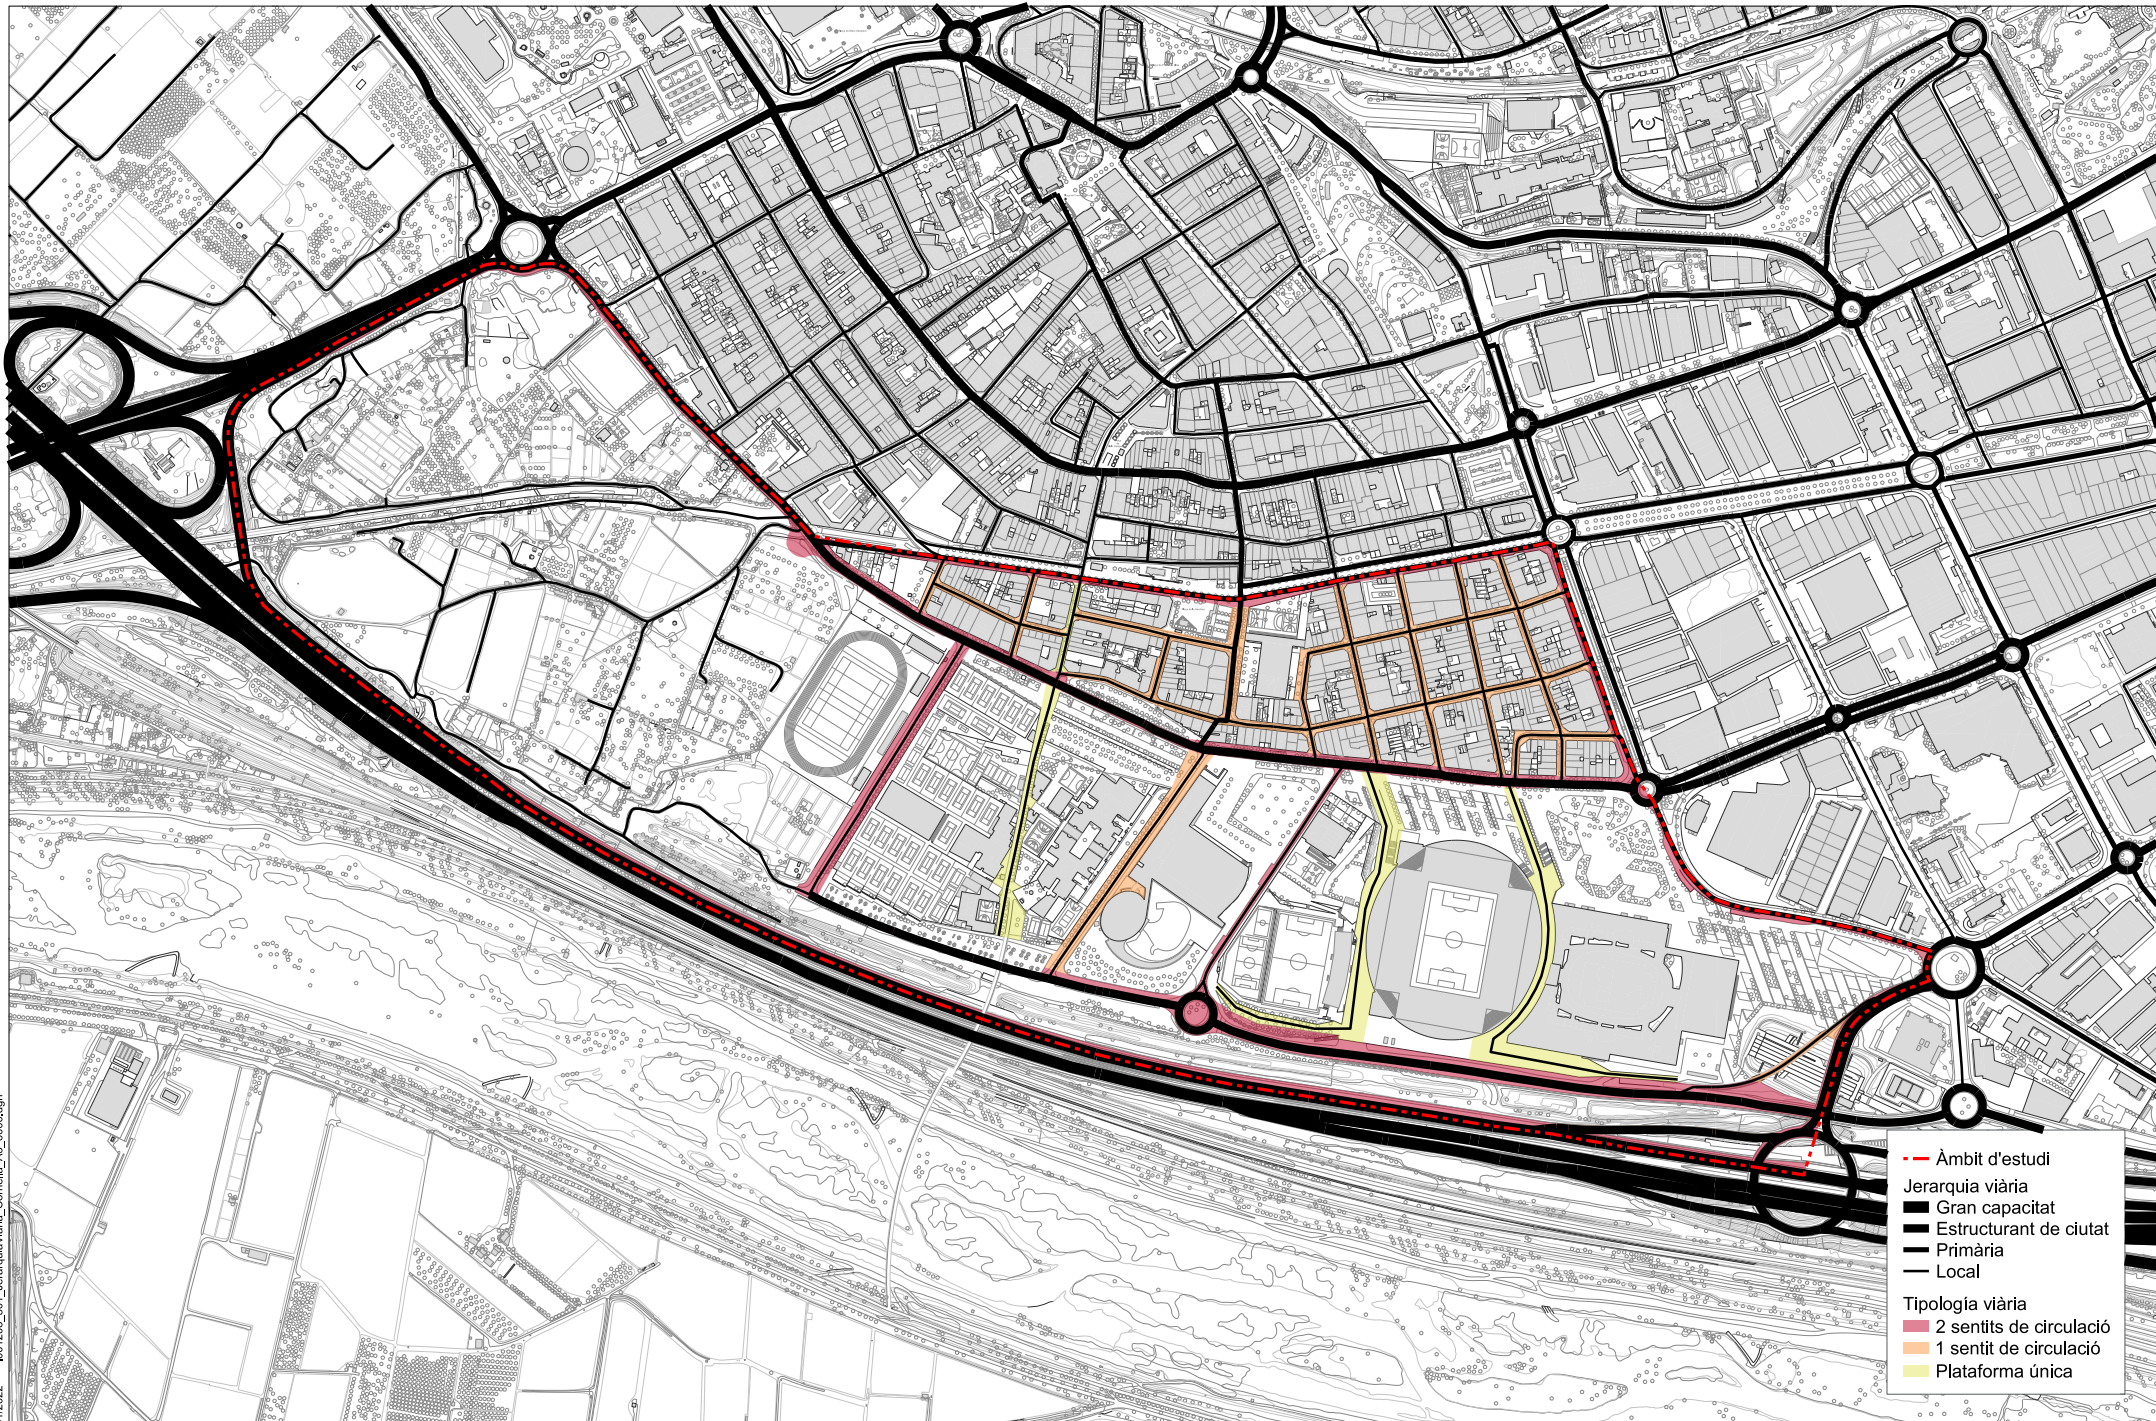 Àmbit d'estudi
Jerarquia viària
Gran capacitat
Estructurant de ciutat
Primària
Local
Tipologia viària
2 sentits de circulació
1 sentit de circulació
Plataforma única